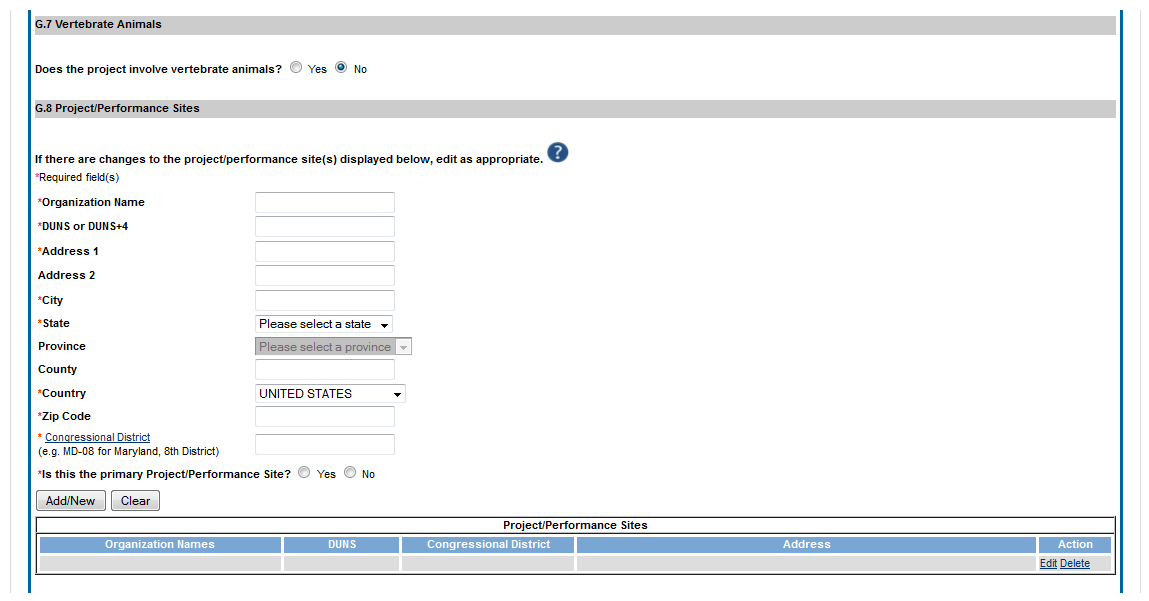 G.7 Vertebrate Animals
Does the project involve vertebrate animals? Yes No
G.8 Project/Performance Sites
If there are changes to the project/performance site(s) displayed below, edit as appropriate. ?
*Required field(s)
*Organization Name
*DUNS or DUNS+4
*Address 1
Address 2
*City
*State Please select a state
Province Please select a province
County
*Country UNITED STATES
*Zip Code
* Congressional District
(e.g. MD-08 for Maryland, 8th District)
*Is this the primary Project/Performance Site? Yes No
Add/New Clear
Project/Performance Sites
Organization Names DUNS Congressional District Address Action
Edit Delete